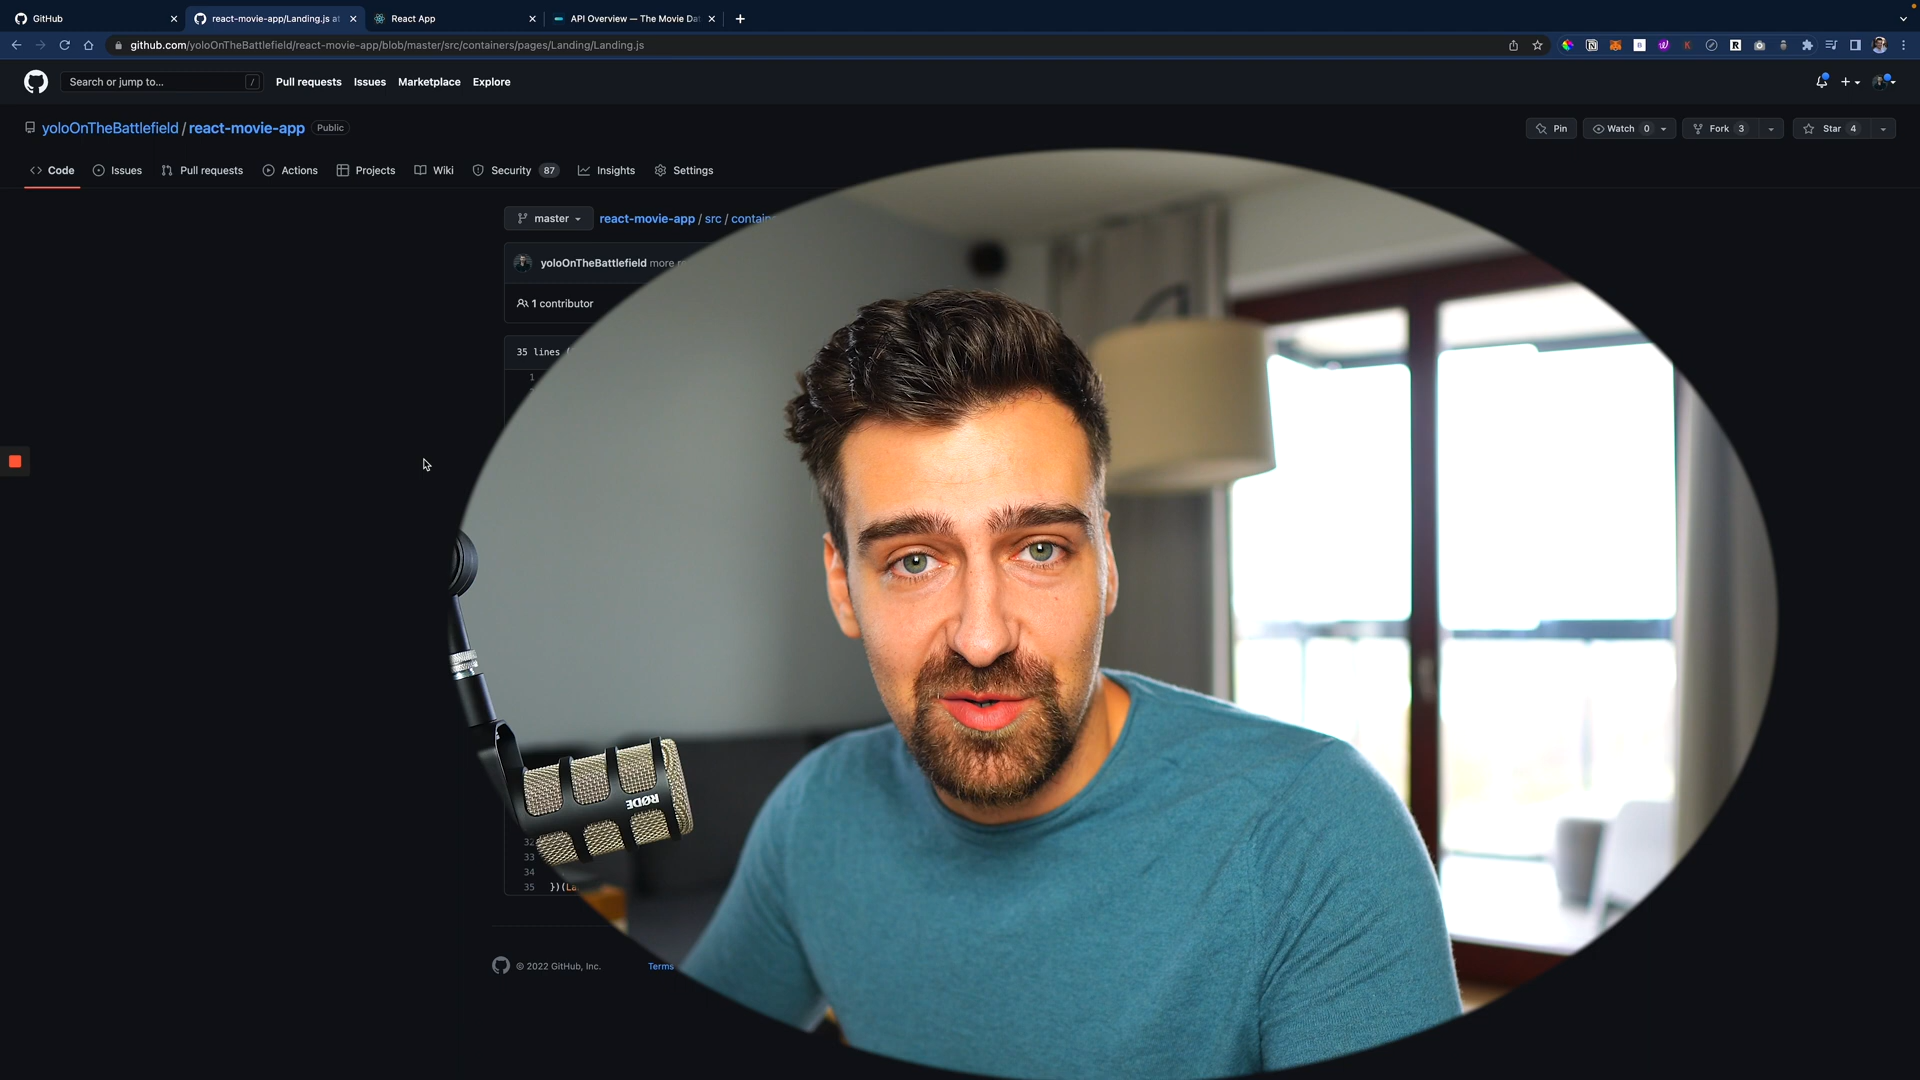 GitHub
react-movie-app/Landing.js at
React App
API Overview — The Movie Da
github.com/yoloOnTheBattlefield/react-movie-app/blob/master/src/containers/pages/Landing/Landing.js
Search or jump to...
/
Pull requests
Issues
Marketplace
Explore
yoloOnTheBattlefield / react-movie-app
Public
Pin
Watch 0
Fork 3
Star 4
Code
Issues
Pull requests
Actions
Projects
Wiki
Security 87
Insights
Settings
master
react-movie-app / src /
yoloOnTheBattlefield more
1 contributor
35 lines
1
RØDE
32
33
34
35 })(La
© 2022 GitHub, Inc.
Terms